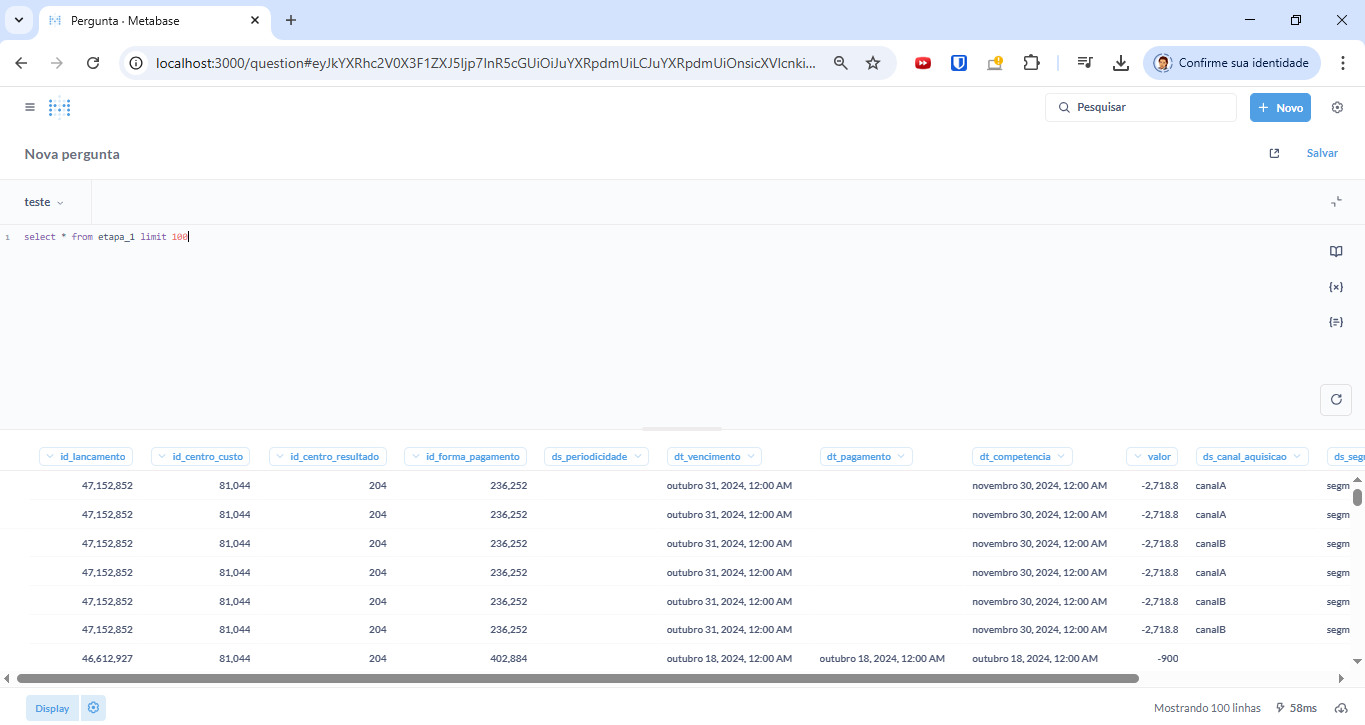 Pergunta · Metabase
localhost:3000/question#eyJkYXRhc2V0X3F1ZXJ5Ijp7InR5cGUiOiJuYXRpdmUiLCJuYXRpdmUiOnsicXVlcnki...
Confirme sua identidade
Pesquisar
+ Novo
Nova pergunta
Salvar
teste
1 select * from etapa_1 limit 100
id_lancamento id_centro_custo id_centro_resultado id_forma_pagamento ds_periodicidade dt_vencimento dt_pagamento dt_competencia valor ds_canal_aquisicao ds_segm
47,152,852 81,044 204 236,252 outubro 31, 2024, 12:00 AM novembro 30, 2024, 12:00 AM -2,718.8 canalA segm
47,152,852 81,044 204 236,252 outubro 31, 2024, 12:00 AM novembro 30, 2024, 12:00 AM -2,718.8 canalA segm
47,152,852 81,044 204 236,252 outubro 31, 2024, 12:00 AM novembro 30, 2024, 12:00 AM -2,718.8 canalB segm
47,152,852 81,044 204 236,252 outubro 31, 2024, 12:00 AM novembro 30, 2024, 12:00 AM -2,718.8 canalA segm
47,152,852 81,044 204 236,252 outubro 31, 2024, 12:00 AM novembro 30, 2024, 12:00 AM -2,718.8 canalB segm
47,152,852 81,044 204 236,252 outubro 31, 2024, 12:00 AM novembro 30, 2024, 12:00 AM -2,718.8 canalB segm
46,612,927 81,044 204 402,884 outubro 18, 2024, 12:00 AM outubro 18, 2024, 12:00 AM outubro 18, 2024, 12:00 AM -900
Display
Mostrando 100 linhas
58ms